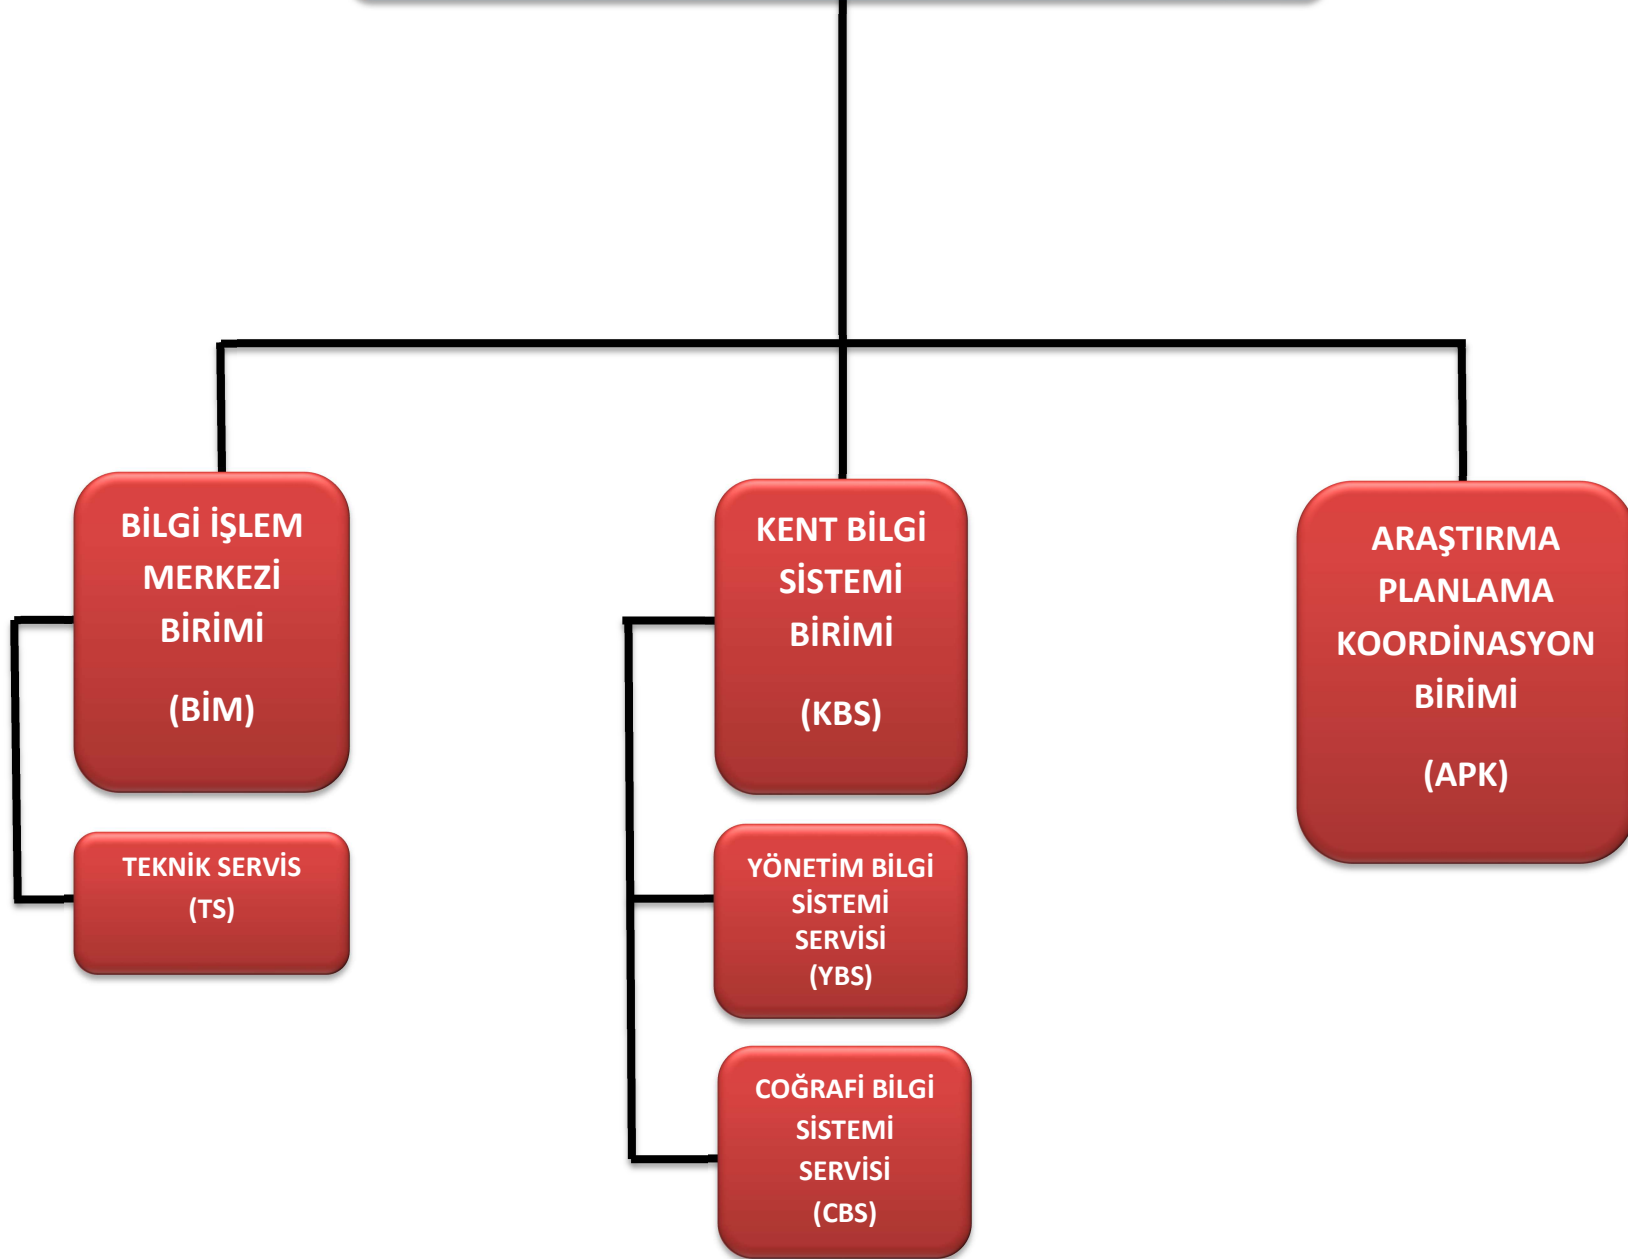 BİLGİ İŞLEM
MERKEZİ
BİRİMİ
(BİM)
TEKNİK SERVİS
(TS)
KENT BİLGİ
SİSTEMİ
BİRİMİ
(KBS)
YÖNETİM BİLGİ
SİSTEMİ
SERVİSİ
(YBS)
COĞRAFİ BİLGİ
SİSTEMİ
SERVİSİ
(CBS)
ARAŞTIRMA
PLANLAMA
KOORDİNASYON
BİRİMİ
(APK)